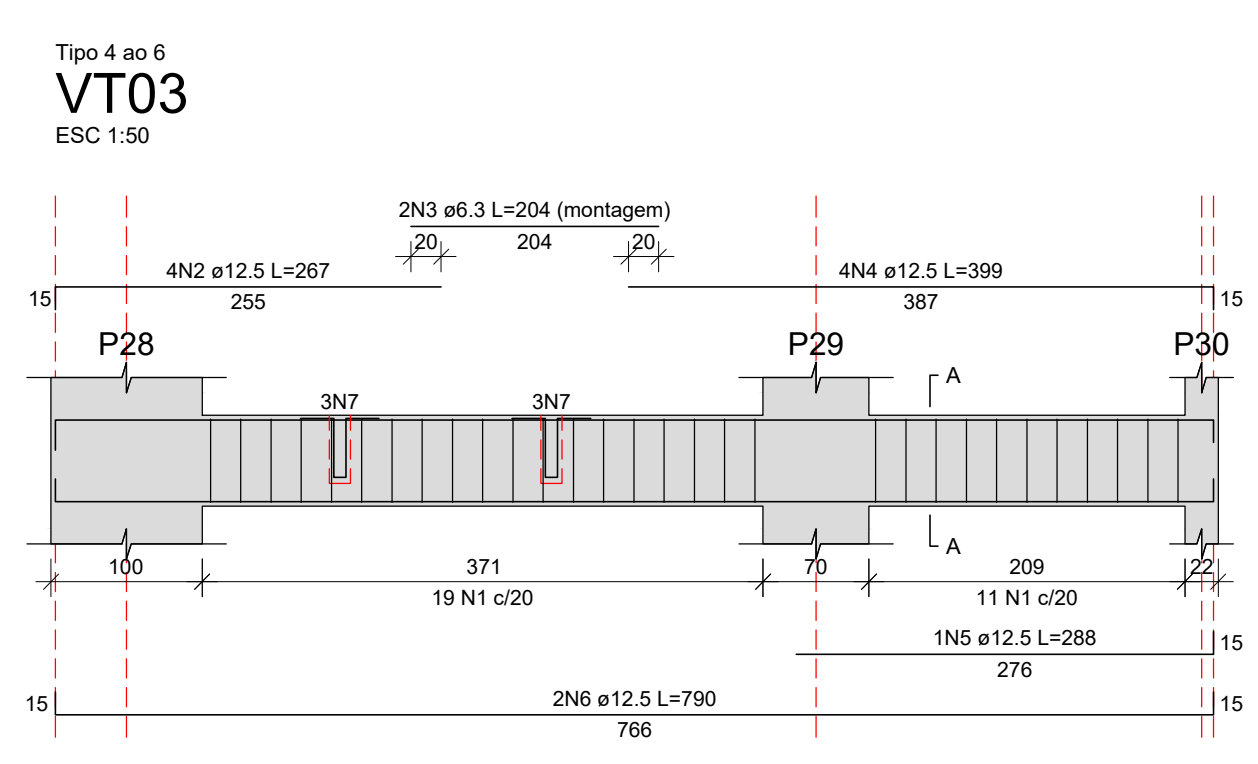 Tipo 4 ao 6
VT03
ESC 1:50
2N3 ø6.3 L=204 (montagem)
20 204 20
4N2 ø12.5 L=267
15 255
4N4 ø12.5 L=399
387 15
P28 P29 P30
3N7 3N7
A
A
100 371 70 209 22
19 N1 c/20 11 N1 c/20
1N5 ø12.5 L=288
276 15
2N6 ø12.5 L=790
15 766 15